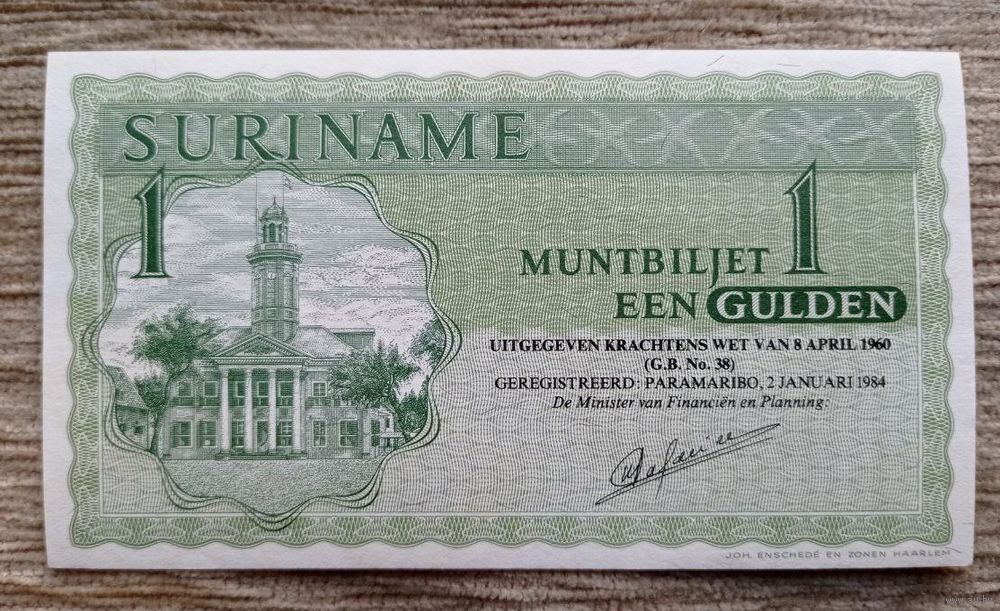 SURINAME
1
MUNTBILJET 1
EEN GULDEN
UITGEGEVEN KRACHTENS WET VAN 8 APRIL 1960
(G.B. No. 38)
GEREGISTREERD: PARAMARIBO, 2 JANUARI 1984
De Minister van Financiën en Planning:
JOH. ENSCHEDÉ EN ZONEN HAARLEM